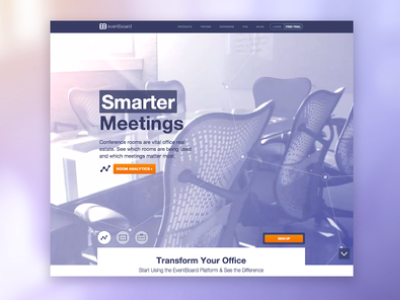 eventboard
Smarter
Meetings
Conference rooms are vital office real
estate. See which rooms are being used
and which meetings matter most.
ROOM ANALYTICS
SIGN UP
Transform Your Office
Start Using the EventBoard Platform & See the Difference